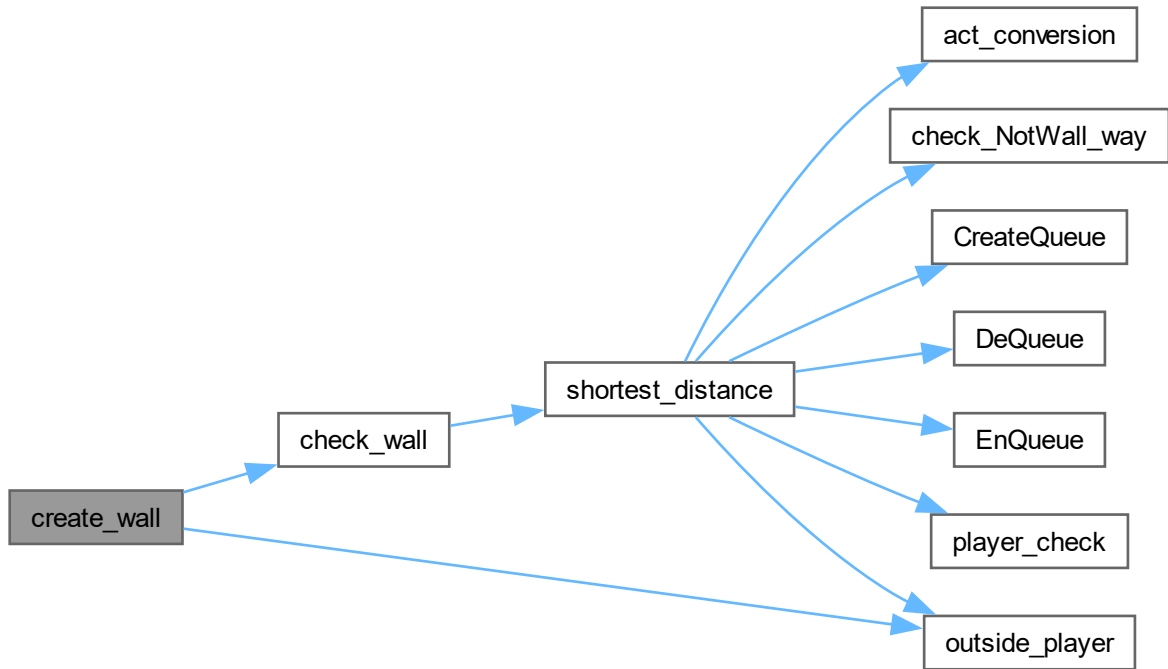 act_conversion
check_NotWall_way
CreateQueue
DeQueue
shortest_distance
check_wall
EnQueue
create_wall
player_check
outside_player